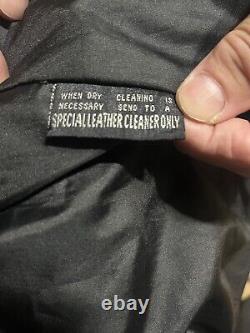 WHEN DRY CLEANING IS
NECESSARY SEND TO A
SPECIAL LEATHER CLEANER ONLY